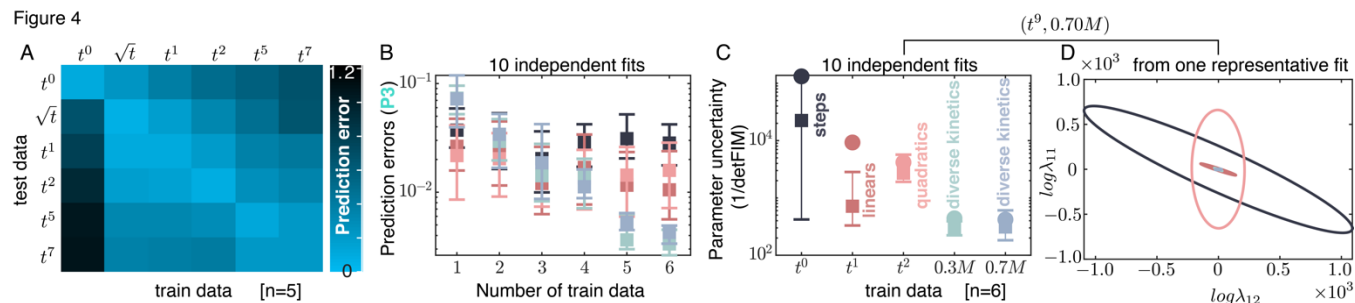 Figure 4
(t⁹, 0.70M)
A
t⁰ √t t¹ t² t⁵ t⁷
t⁰
√t
t¹
t²
t⁵
t⁷
test data
train data [n=5]
1.2
Prediction error
0
B
10 independent fits
Prediction errors (P3)
10⁻¹
10⁻²
1 2 3 4 5 6
Number of train data
C
10 independent fits
Parameter uncertainty
(1/detFIM)
10⁴
10²
steps
linears
quadratics
diverse kinetics
diverse kinetics
t⁰ t¹ t² 0.3M 0.7M
train data [n=6]
D
×10³ from one representative fit
logλ₁₁
1.0
0.5
0
−0.5
−1.0
−1.0 −0.5 0 0.5 1.0
logλ₁₂ ×10³